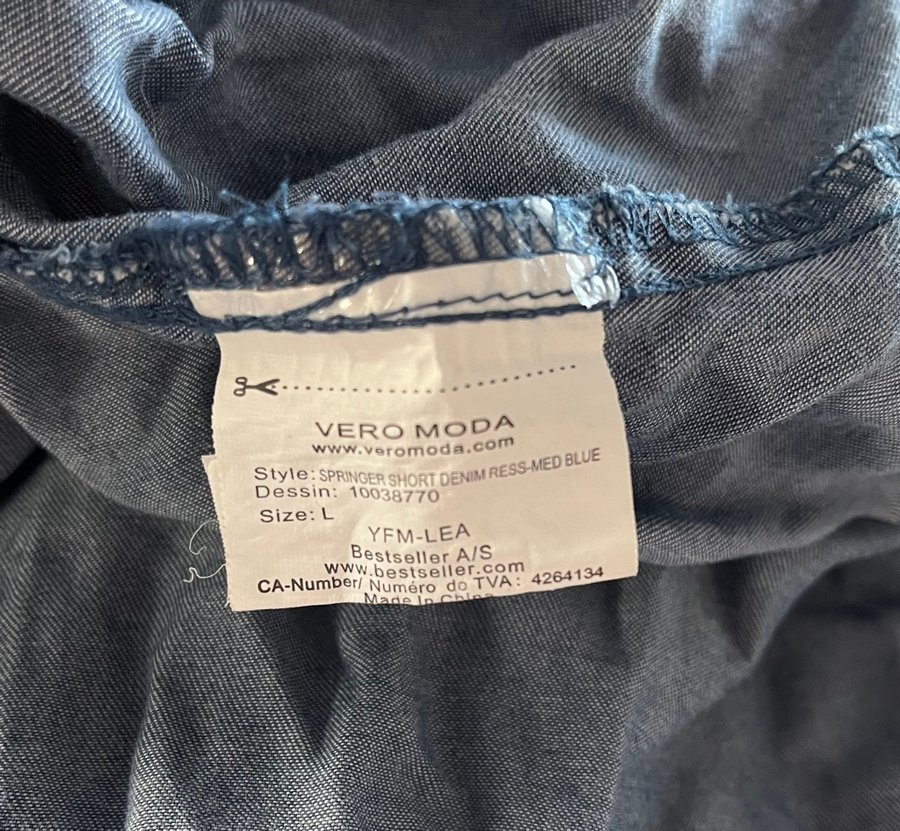 VERO MODA
www.veromoda.com
Style: SPRINGER SHORT DENIM RESS-MED BLUE
Dessin: 10038770
Size: L
YFM-LEA
Bestseller A/S
www.bestseller.com
CA-Number/ Numéro do TVA: 4264134
Made In China